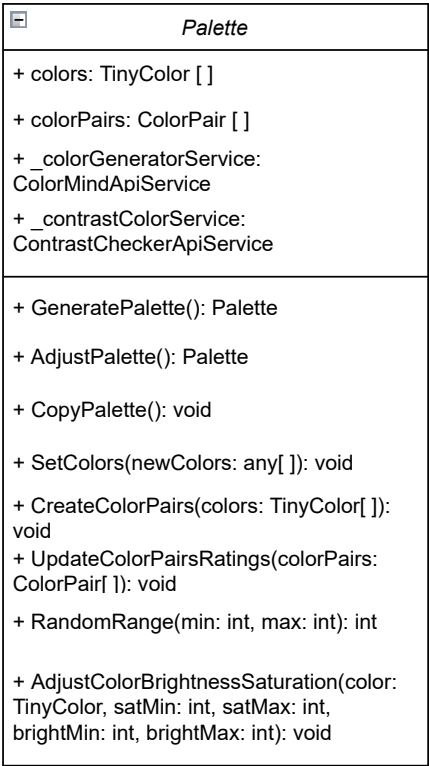 Palette
+ colors: TinyColor [ ]
+ colorPairs: ColorPair [ ]
+ _colorGeneratorService:
ColorMindApiService
+ _contrastColorService:
ContrastCheckerApiService
+ GeneratePalette(): Palette
+ AdjustPalette(): Palette
+ CopyPalette(): void
+ SetColors(newColors: any[ ]): void
+ CreateColorPairs(colors: TinyColor[ ]):
void
+ UpdateColorPairsRatings(colorPairs:
ColorPair[ ]): void
+ RandomRange(min: int, max: int): int
+ AdjustColorBrightnessSaturation(color:
TinyColor, satMin: int, satMax: int,
brightMin: int, brightMax: int): void